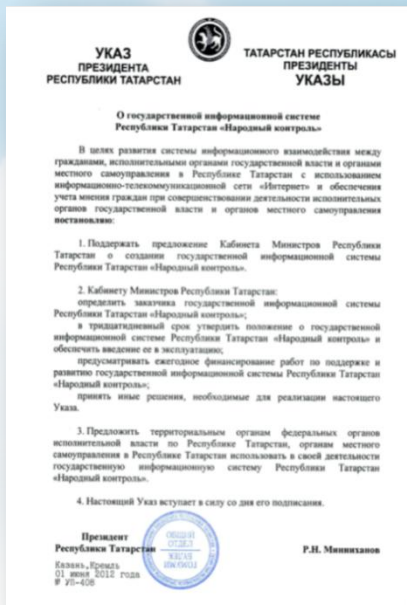 УКАЗ
ПРЕЗИДЕНТА
РЕСПУБЛИКИ ТАТАРСТАН
ТАТАРСТАН РЕСПУБЛИКАСЫ
ПРЕЗИДЕНТЫ
УКАЗЫ
О государственной информационной системе
Республики Татарстан «Народный контроль»
В целях развития системы информационного взаимодействия между
гражданами, исполнительными органами государственной власти и органами
местного самоуправления в Республике Татарстан с использованием
информационно-телекоммуникационной сети «Интернет» и обеспечения
учета мнения граждан при совершенствовании деятельности исполнительных
органов государственной власти и органов местного самоуправления
постановляю:
1. Поддержать предложение Кабинета Министров Республики
Татарстан о создании государственной информационной системы
Республики Татарстан «Народный контроль».
2. Кабинету Министров Республики Татарстан:
определить заказчика государственной информационной системы
Республики Татарстан «Народный контроль»;
в тридцатидневный срок утвердить положение о государственной
информационной системе Республики Татарстан «Народный контроль» и
обеспечить введение ее в эксплуатацию;
предусматривать ежегодное финансирование работ по поддержке и
развитию государственной информационной системы Республики Татарстан
«Народный контроль»;
принять иные решения, необходимые для реализации настоящего
Указа.
3. Предложить территориальным органам федеральных органов
исполнительной власти по Республике Татарстан, органам местного
самоуправления в Республике Татарстан использовать в своей деятельности
государственную информационную систему Республики Татарстан
«Народный контроль».
4. Настоящий Указ вступает в силу со дня его подписания.
Президент
Республики Татарстан
Р.Н. Минниханов
Казань, Кремль
01 июня 2012 года
№ УП-408